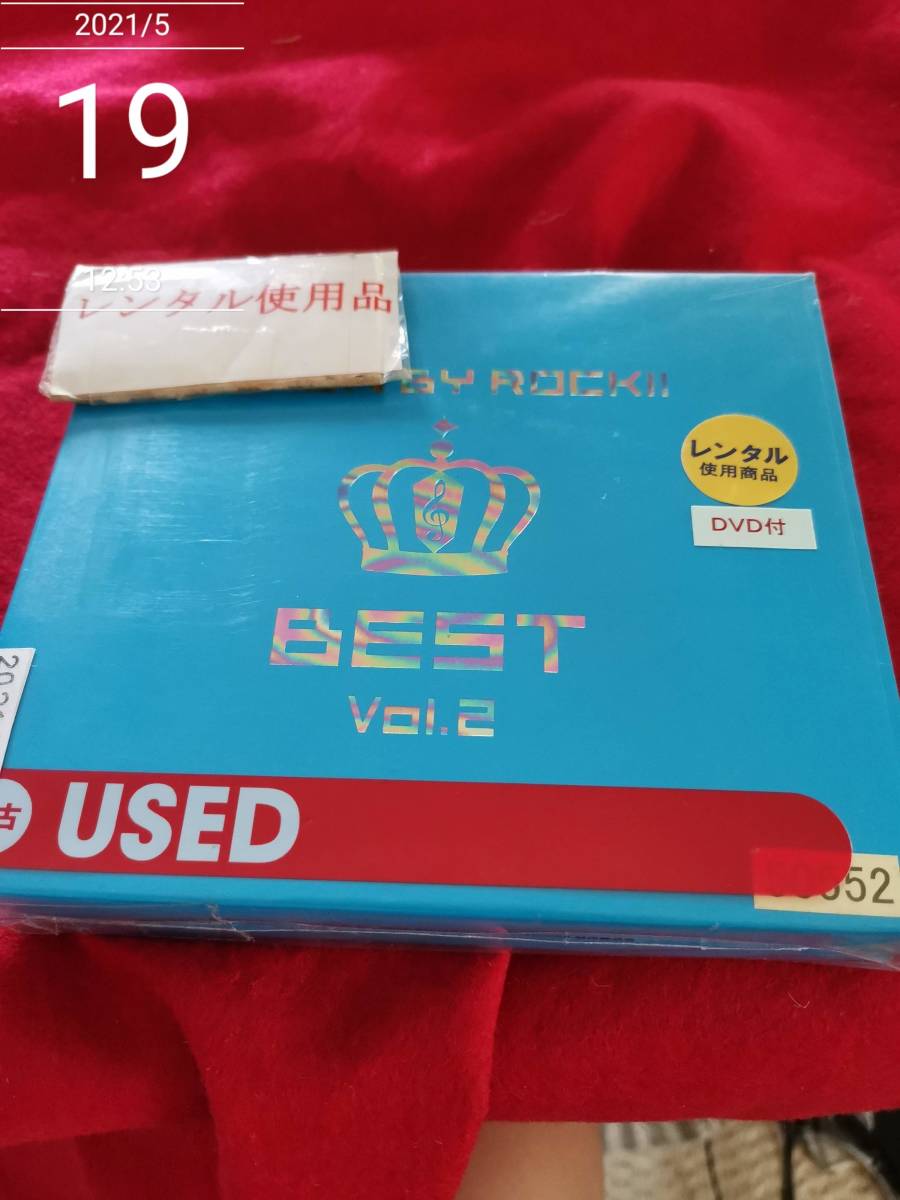 2021/5
19
12:53
レンタル使用品
GY ROCK!!
レンタル
使用商品
DVD付
BEST
Vol.2
古 USED